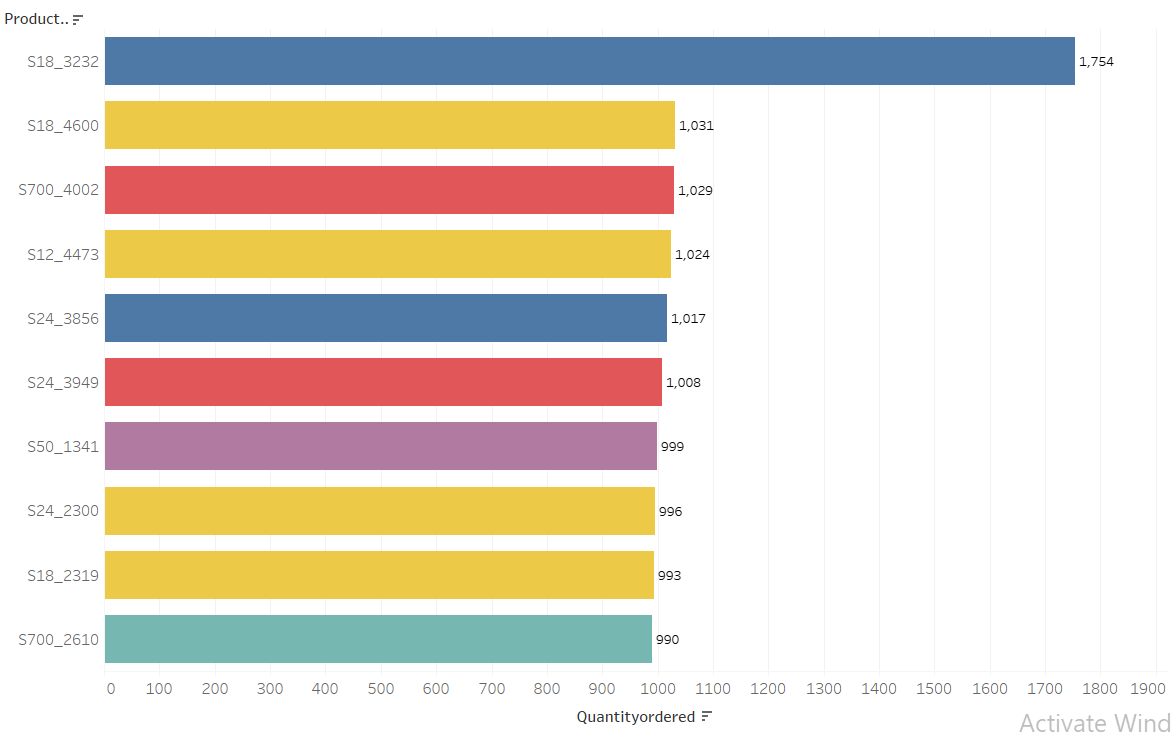 Product..
S18_3232 1,754
S18_4600 1,031
S700_4002 1,029
S12_4473 1,024
S24_3856 1,017
S24_3949 1,008
S50_1341 999
S24_2300 996
S18_2319 993
S700_2610 990
0 100 200 300 400 500 600 700 800 900 1000 1100 1200 1300 1400 1500 1600 1700 1800 1900
Quantityordered
Activate Wind